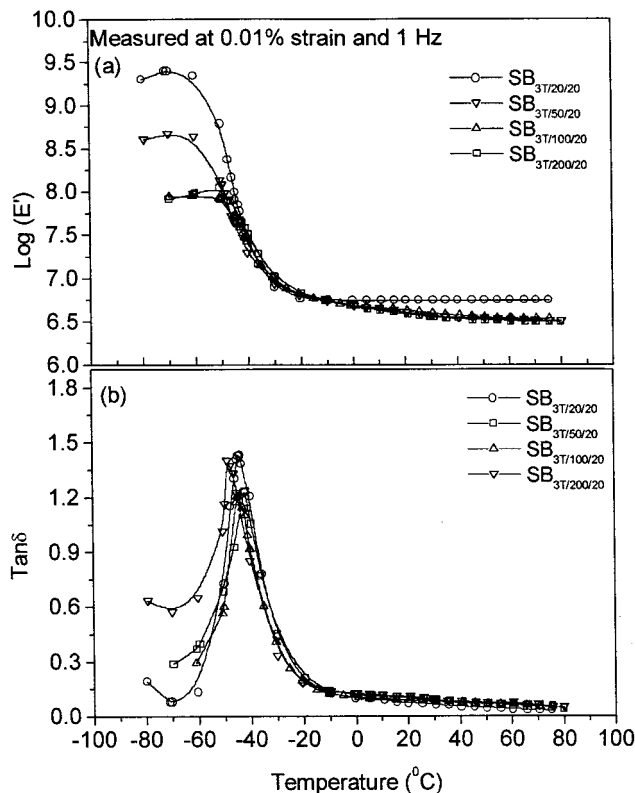 Measured at 0.01% strain and 1 Hz
(a)
SB3T/20/20
SB3T/50/20
SB3T/100/20
SB3T/200/20
Log (E')
9.5
9.0
8.5
8.0
7.5
7.0
6.5
6.0
(b)
SB3T/20/20
SB3T/50/20
SB3T/100/20
SB3T/200/20
Tanδ
1.8
1.5
1.2
0.9
0.6
0.3
0.0
-100 -80 -60 -40 -20 0 20 40 60 80 100
Temperature (⁰C)